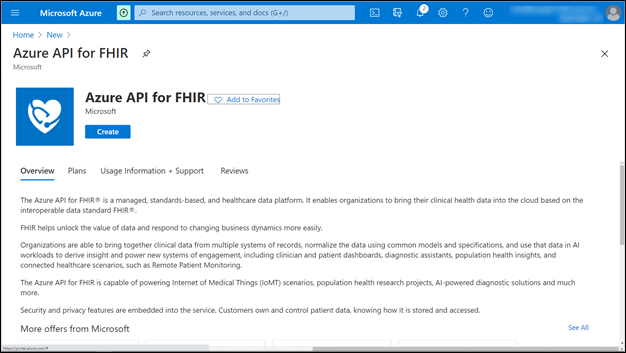 Microsoft Azure
Search resources, services, and docs (G+/)
2
Home > New >
Azure API for FHIR
Microsoft
Azure API for FHIR
Add to Favorites
Microsoft
Create
Overview Plans Usage Information + Support Reviews
The Azure API for FHIR® is a managed, standards-based, and healthcare data platform. It enables organizations to bring their clinical health data into the cloud based on the
interoperable data standard FHIR®.
FHIR helps unlock the value of data and respond to changing business dynamics more easily.
Organizations are able to bring together clinical data from multiple systems of records, normalize the data using common models and specifications, and use that data in AI
workloads to derive insight and power new systems of engagement, including clinician and patient dashboards, diagnostic assistants, population health insights, and
connected healthcare scenarios, such as Remote Patient Monitoring.
The Azure API for FHIR is capable of powering Internet of Medical Things (IoMT) scenarios, population health research projects, AI-powered diagnostic solutions and much
more.
Security and privacy features are embedded into the service. Customers own and control patient data, knowing how it is stored and accessed.
More offers from Microsoft
See All
https://portal.azure.com/#